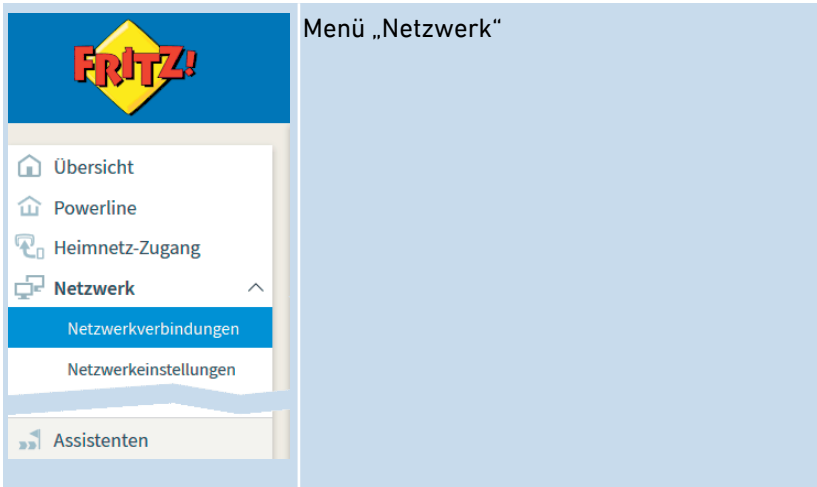 FRITZ!
Menü „Netzwerk“
Übersicht
Powerline
Heimnetz-Zugang
Netzwerk
Netzwerkverbindungen
Netzwerkeinstellungen
Assistenten